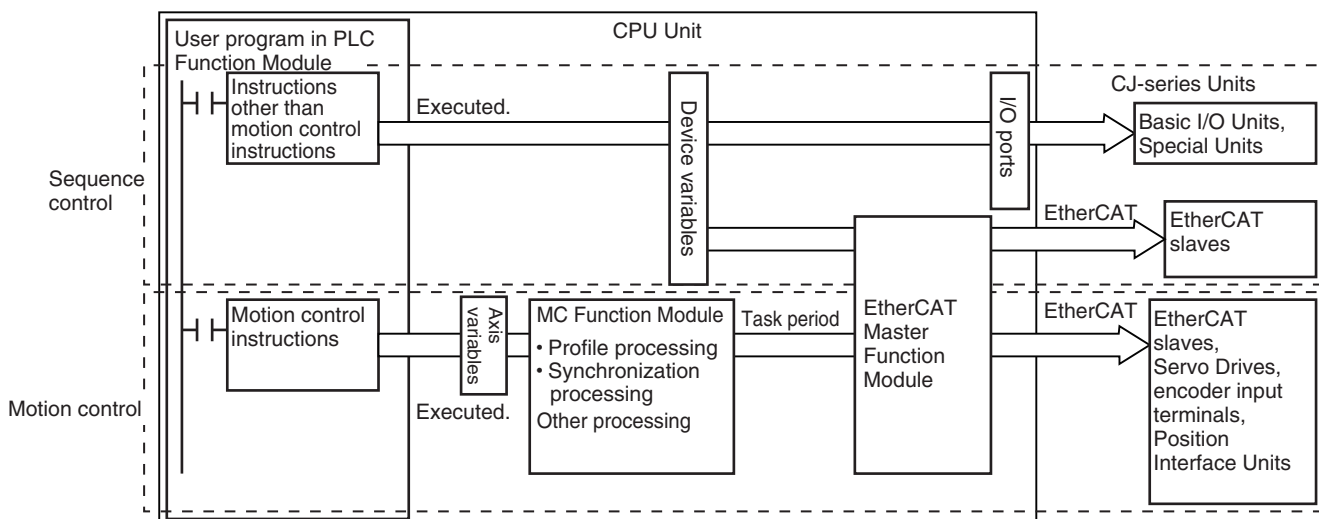 CPU Unit
User program in PLC
Function Module
Instructions
other than
motion control
instructions
Executed.
Device variables
I/O ports
CJ-series Units
Basic I/O Units,
Special Units
Sequence
control
EtherCAT
EtherCAT
slaves
Motion control
instructions
Axis
variables
Executed.
MC Function Module
• Profile processing
• Synchronization
processing
Other processing
Task period
EtherCAT
Master
Function
Module
EtherCAT
EtherCAT
slaves,
Servo Drives,
encoder input
terminals,
Position
Interface Units
Motion control